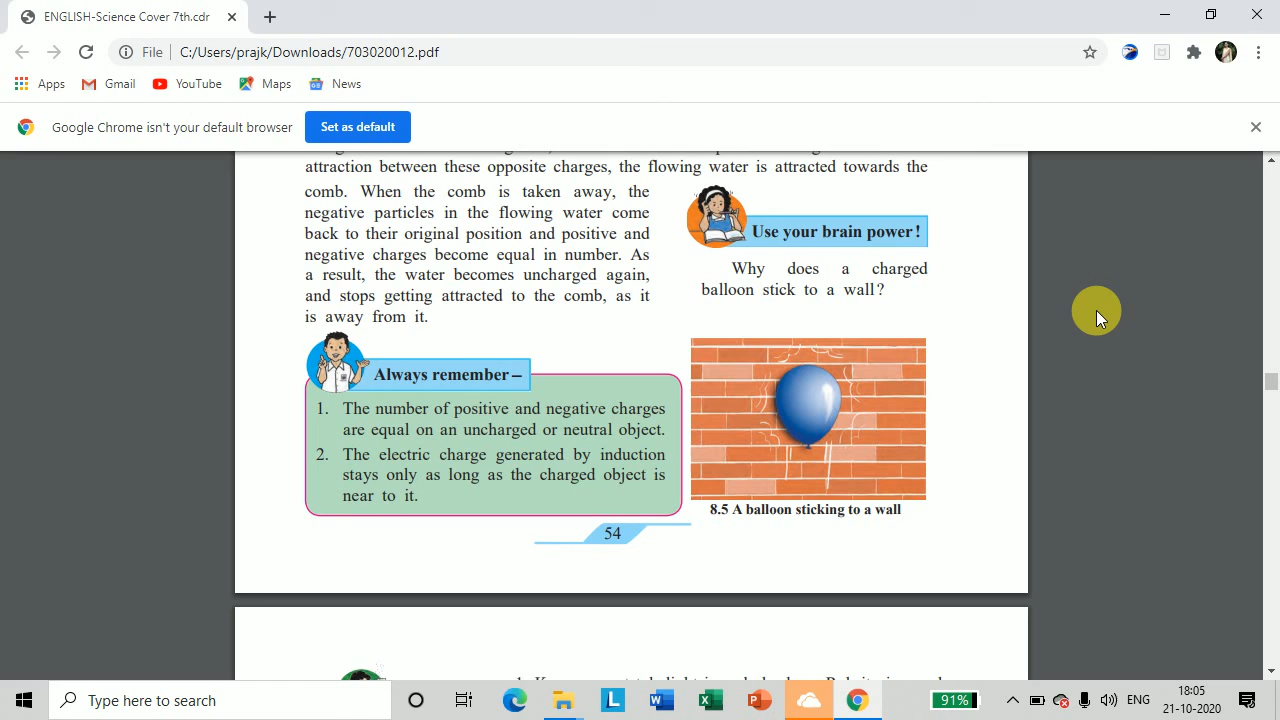 ENGLISH-Science Cover 7th.cdr
File | C:/Users/prajk/Downloads/703020012.pdf
Apps Gmail YouTube Maps News
Google Chrome isn't your default browser Set as default
attraction between these opposite charges, the flowing water is attracted towards the
comb. When the comb is taken away, the
negative particles in the flowing water come
back to their original position and positive and
negative charges become equal in number. As
a result, the water becomes uncharged again,
and stops getting attracted to the comb, as it
is away from it.
Use your brain power!
Why does a charged
balloon stick to a wall?
Always remember –
1. The number of positive and negative charges
are equal on an uncharged or neutral object.
2. The electric charge generated by induction
stays only as long as the charged object is
near to it.
8.5 A balloon sticking to a wall
54
Type here to search
91%
ENG
18:05
21-10-2020